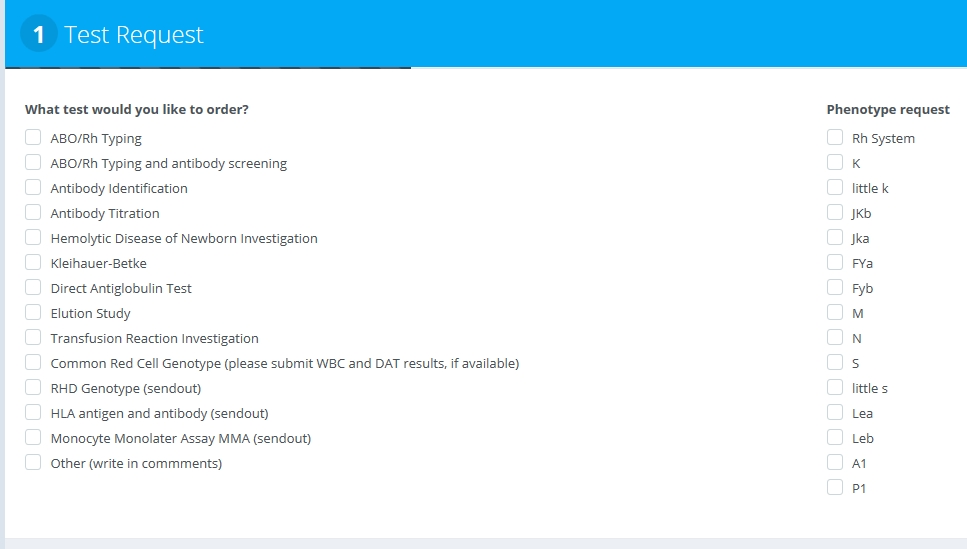 1 Test Request
What test would you like to order?
ABO/Rh Typing
ABO/Rh Typing and antibody screening
Antibody Identification
Antibody Titration
Hemolytic Disease of Newborn Investigation
Kleihauer-Betke
Direct Antiglobulin Test
Elution Study
Transfusion Reaction Investigation
Common Red Cell Genotype (please submit WBC and DAT results, if available)
RHD Genotype (sendout)
HLA antigen and antibody (sendout)
Monocyte Monolater Assay MMA (sendout)
Other (write in commments)
Phenotype request
Rh System
K
little k
JKb
Jka
FYa
Fyb
M
N
S
little s
Lea
Leb
A1
P1